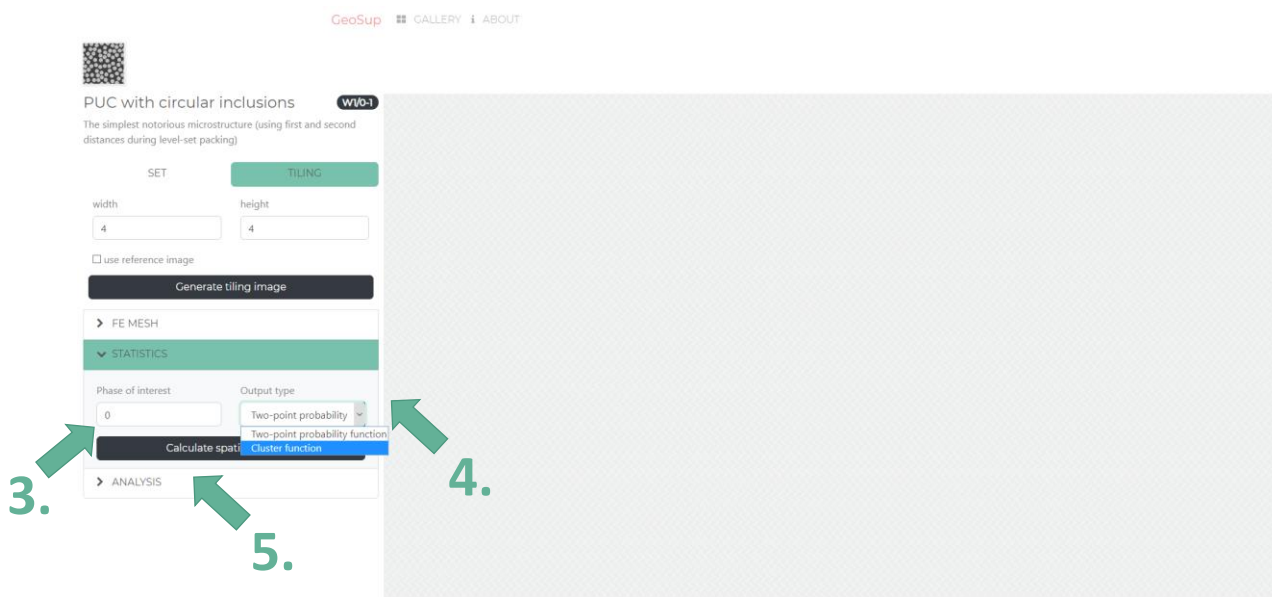 GeoSup GALLERY i ABOUT
PUC with circular inclusions W1/0-1
The simplest notorious microstructure (using first and second
distances during level-set packing)
SET TILING
width height
4 4
use reference image
Generate tiling image
FE MESH
STATISTICS
Phase of interest Output type
0 Two-point probability
Two-point probability function
Calculate spati Cluster function
ANALYSIS
3.
4.
5.